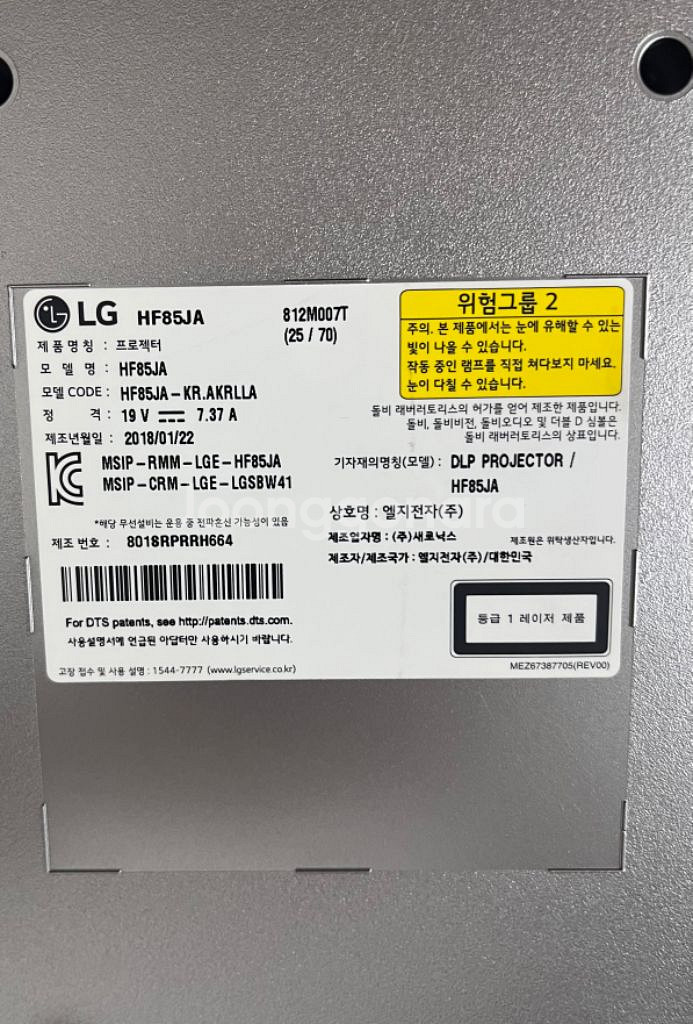 LG HF85JA 812M007T
(25 / 70)
제 품 명 칭 : 프로젝터
모 델 명 : HF85JA
모델 CODE : HF85JA-KR.AKRLLA
정 격 : 19 V 7.37 A
제조년월일 : 2018/01/22
MSIP-RMM-LGE-HF85JA
MSIP-CRM-LGE-LGSBW41
*해당 무선설비는 운용 중 전파혼신 가능성이 있음
제조 번호 : 801SRPRRH664
For DTS patents, see http://patents.dts.com.
사용설명서에 언급된 아답터만 사용하시기 바랍니다.
고장 접수 및 사용 설명 : 1544-7777 (www.lgservice.co.kr)
위험그룹 2
주의. 본 제품에서는 눈에 유해할 수 있는
빛이 나올 수 있습니다.
작동 중인 램프를 직접 쳐다보지 마세요.
눈이 다칠 수 있습니다.
돌비 래버러토리스의 허가를 얻어 제조한 제품입니다.
돌비, 돌비비전, 돌비오디오 및 더블 D 심볼은
돌비 래버러토리스의 상표입니다.
기자재의명칭(모델) : DLP PROJECTOR /
HF85JA
상호명 : 엘지전자(주)
제조업자명 : (주)새로닉스 제조원은 위탁생산자입니다.
제조자/제조국가 : 엘지전자(주)/대한민국
등급 1 레이저 제품
MEZ67387705(REV00)